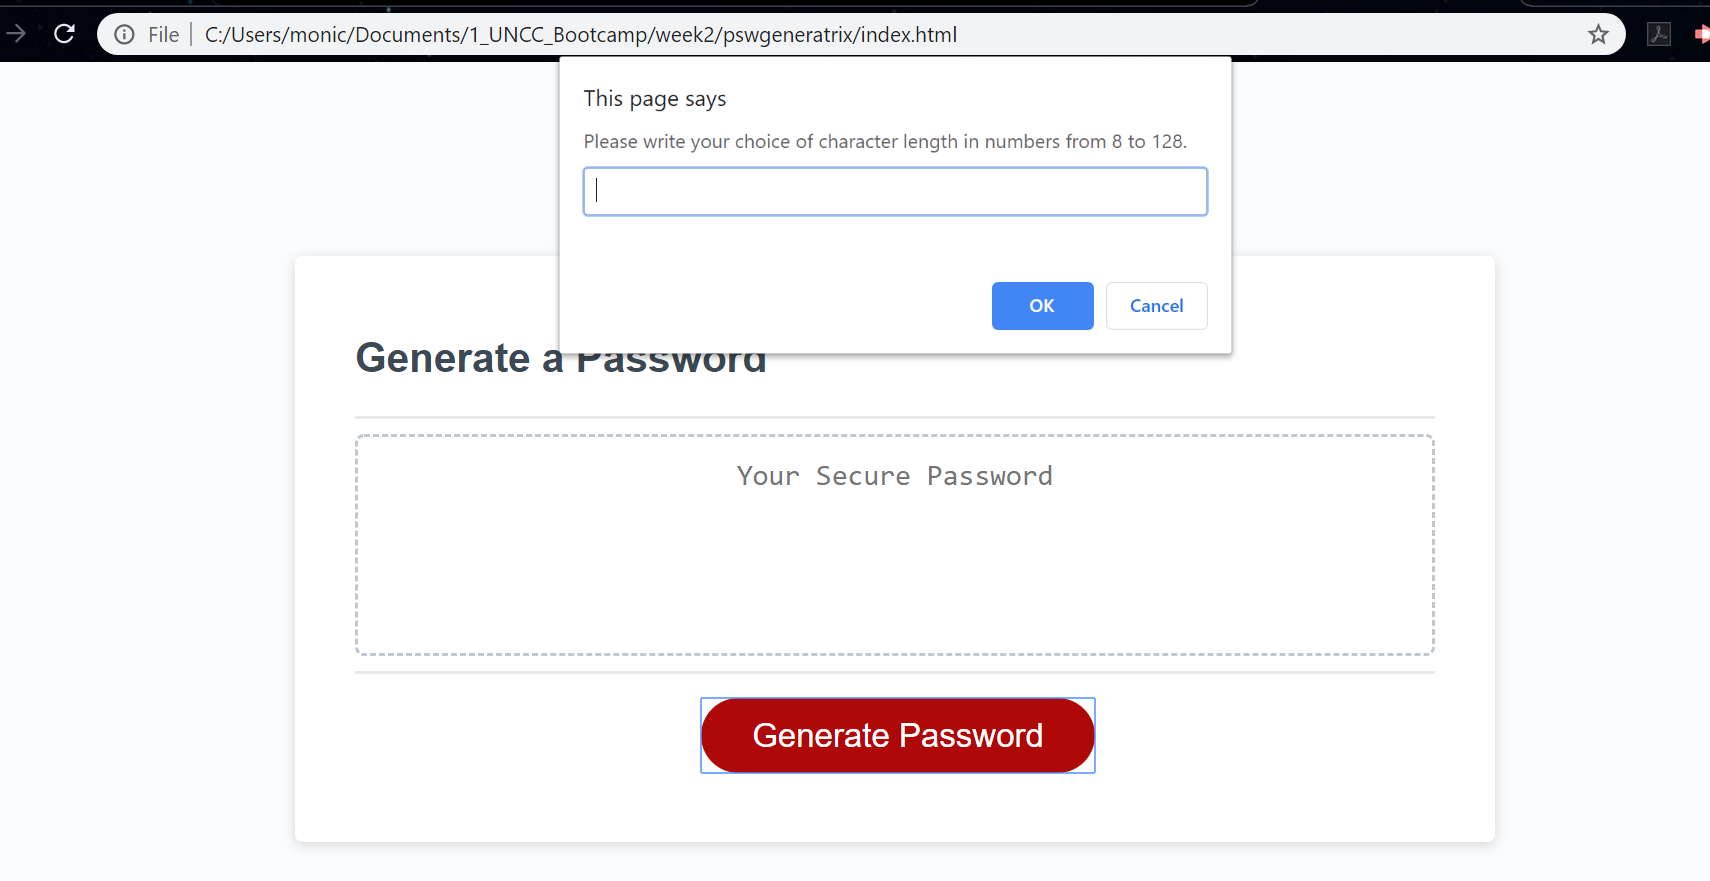 File | C:/Users/monic/Documents/1_UNCC_Bootcamp/week2/pswgeneratrix/index.html
This page says
Please write your choice of character length in numbers from 8 to 128.
OK Cancel
Generate a Password
Your Secure Password
Generate Password